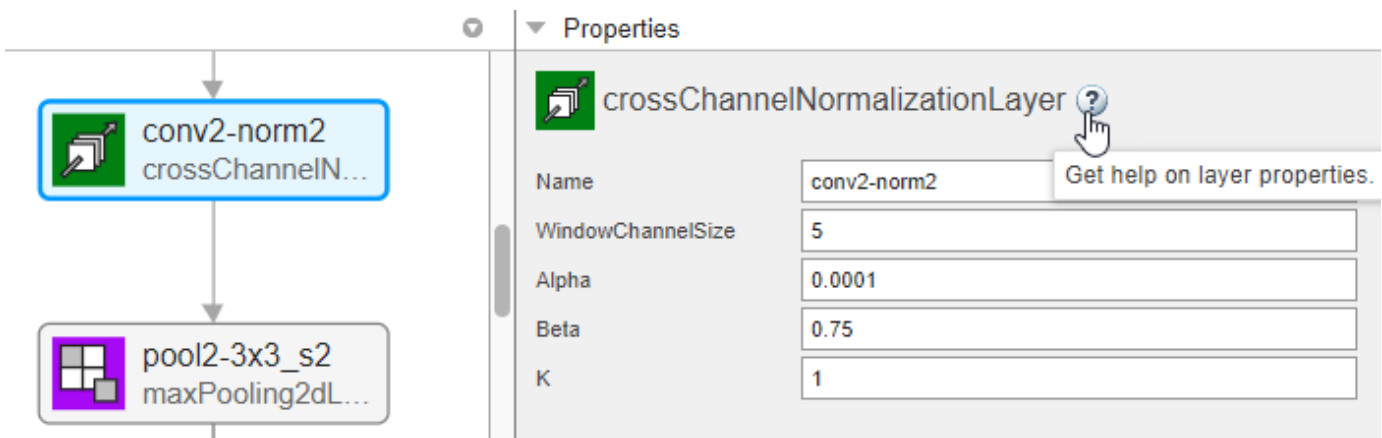 Properties
conv2-norm2
crossChannelN...
crossChannelNormalizationLayer ?
Get help on layer properties.
Name conv2-norm2
WindowChannelSize 5
Alpha 0.0001
Beta 0.75
K 1
pool2-3x3_s2
maxPooling2dL...